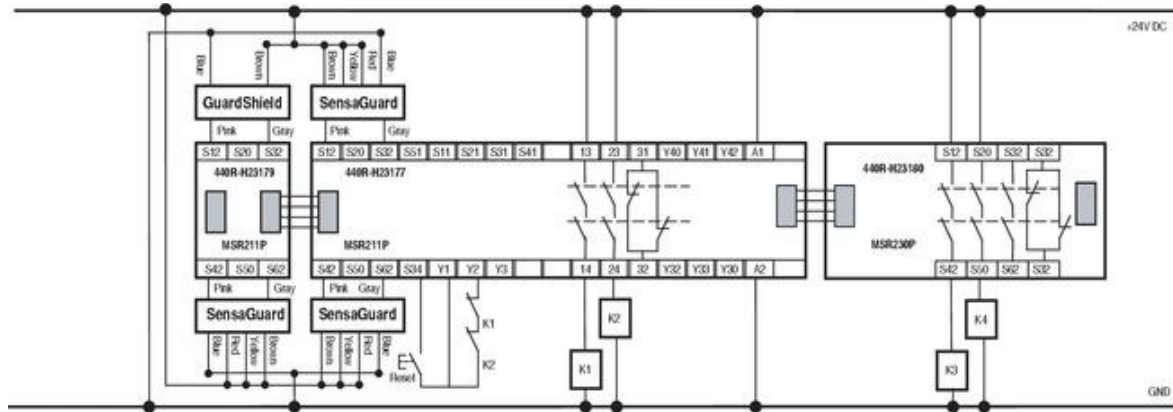 +24V DC
Blue Brown Brown Yellow Red Blue
GuardShield SensaGuard
Pink Gray Pink Gray
S12 S20 S32 S12 S20 S32 S51 S11 S21 S31 S41 13 23 31 Y40 Y41 Y42 A1 S12 S20 S32 S32
440R-H23179 440R-H23177 440R-H23180
MSR211P MSR211P MSR230P
S42 S50 S62 S42 S50 S62 S34 Y1 Y2 Y3 14 24 32 Y32 Y33 Y30 A2 S42 S50 S62 S32
Pink Gray Pink Gray
SensaGuard SensaGuard
K1 K2 K4
K2
Blue Red Yellow Brown Brown Yellow Red Blue
Reset K1 K3
GND